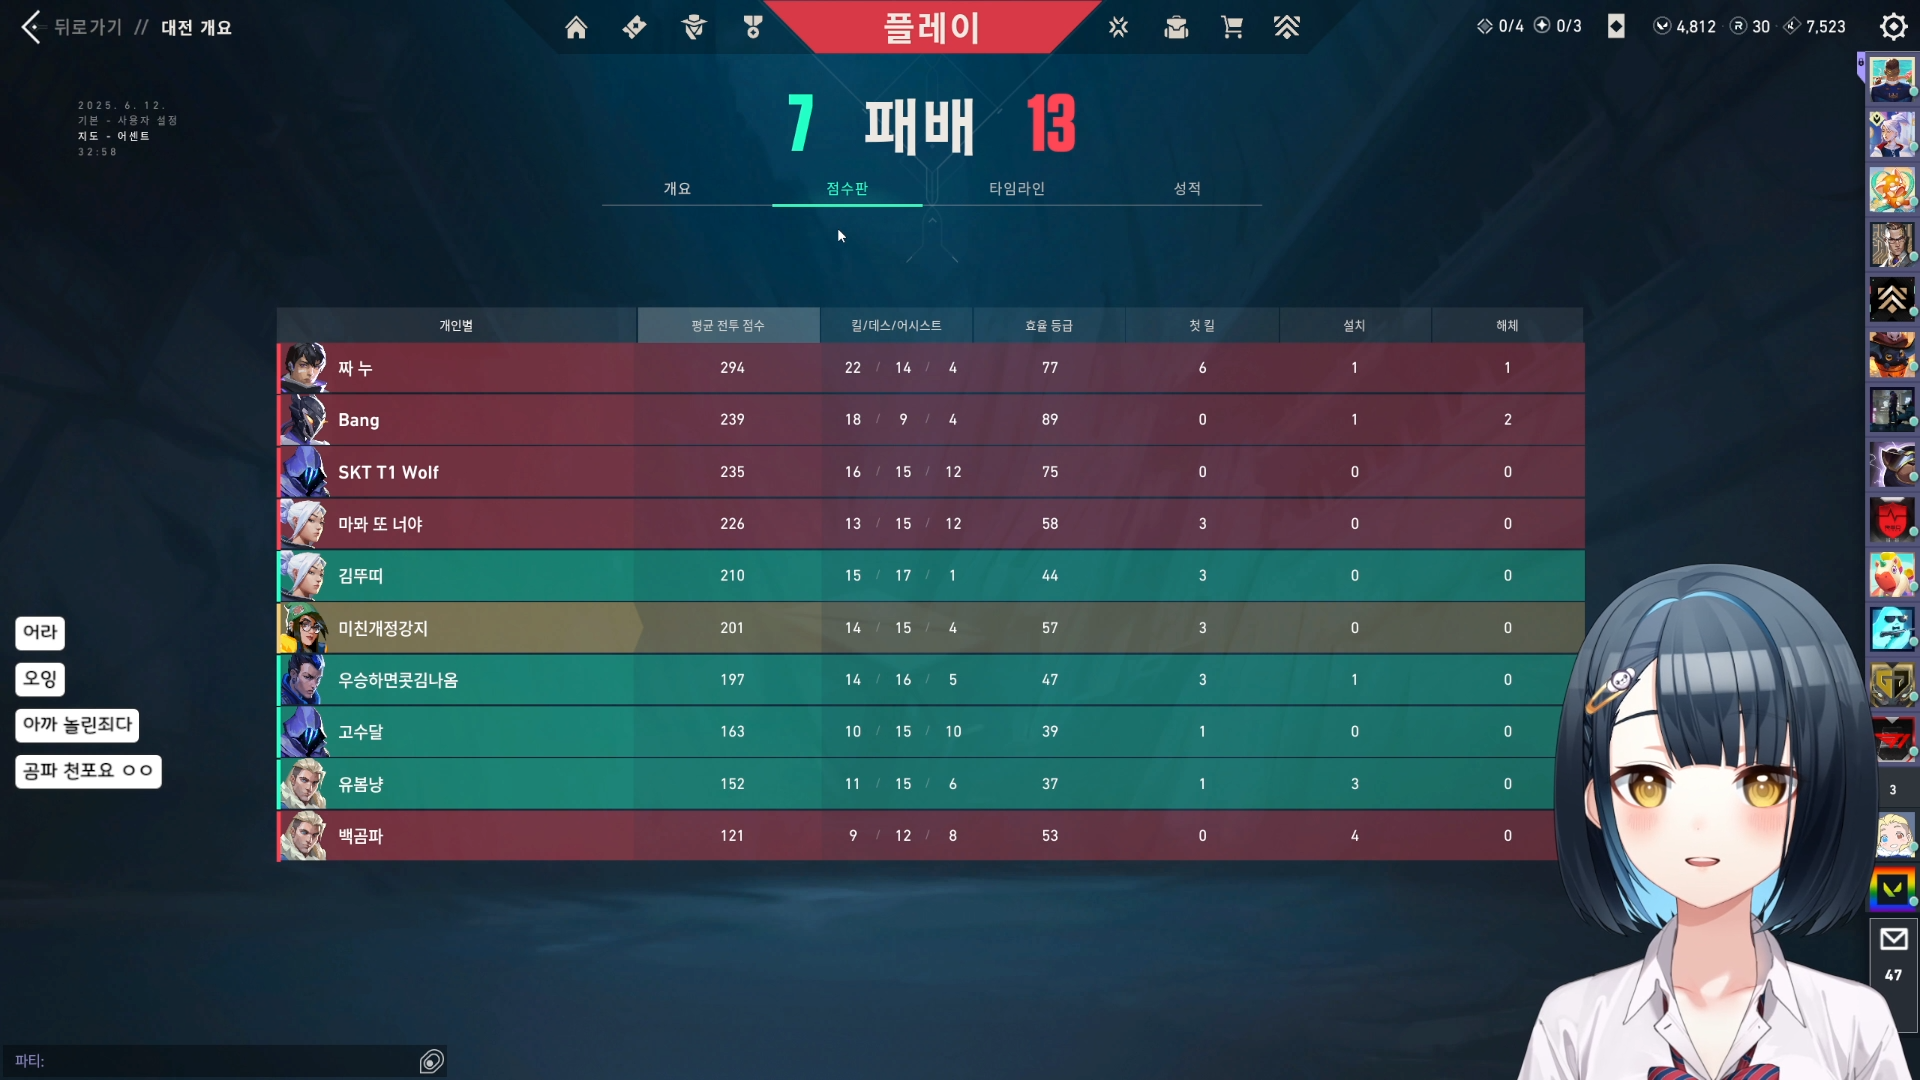 뒤로가기 // 대전 개요
플레이
0/4 0/3
4,812 30 7,523
2025. 6. 12.
기본 - 사용자 설정
지도 - 어센트
32:58
7 패배 13
개요 점수판 타임라인 성적
개인별 평균 전투 점수 킬/데스/어시스트 효율 등급 첫 킬 설치 해체
짜 누 294 22 / 14 / 4 77 6 1 1
Bang 239 18 / 9 / 4 89 0 1 2
SKT T1 Wolf 235 16 / 15 / 12 75 0 0 0
마꽈 또 너야 226 13 / 15 / 12 58 3 0 0
김뚜띠 210 15 / 17 / 1 44 3 0 0
미친개정강지 201 14 / 15 / 4 57 3 0 0
우승하면콧김나옴 197 14 / 16 / 5 47 3 1 0
고수달 163 10 / 15 / 10 39 1 0 0
유봄냥 152 11 / 15 / 6 37 1 3 0
백곰파 121 9 / 12 / 8 53 0 4 0
어라
오잉
아까 놀린죄다
곰파 천포요 ㅇㅇ
3
47
파티: